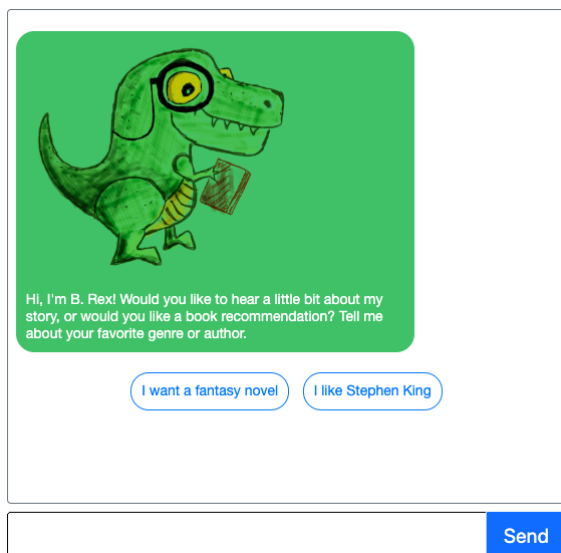 Hi, I'm B. Rex! Would you like to hear a little bit about my
story, or would you like a book recommendation? Tell me
about your favorite genre or author.
I want a fantasy novel
I like Stephen King
Send